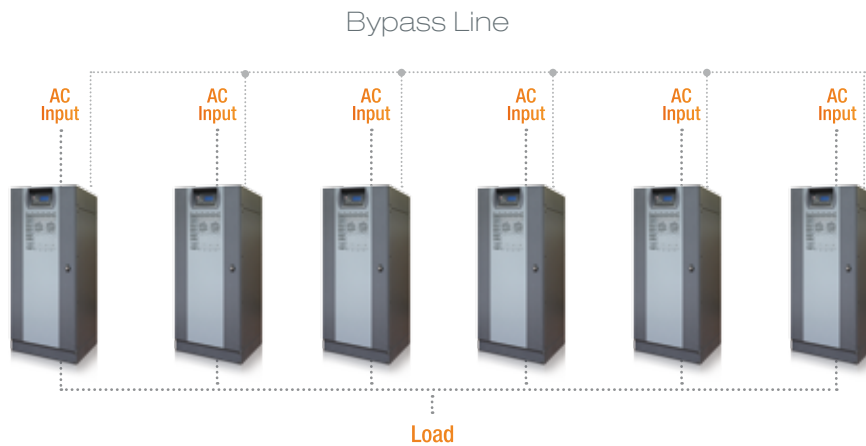 Bypass Line
AC
Input
AC
Input
AC
Input
AC
Input
AC
Input
AC
Input
Load